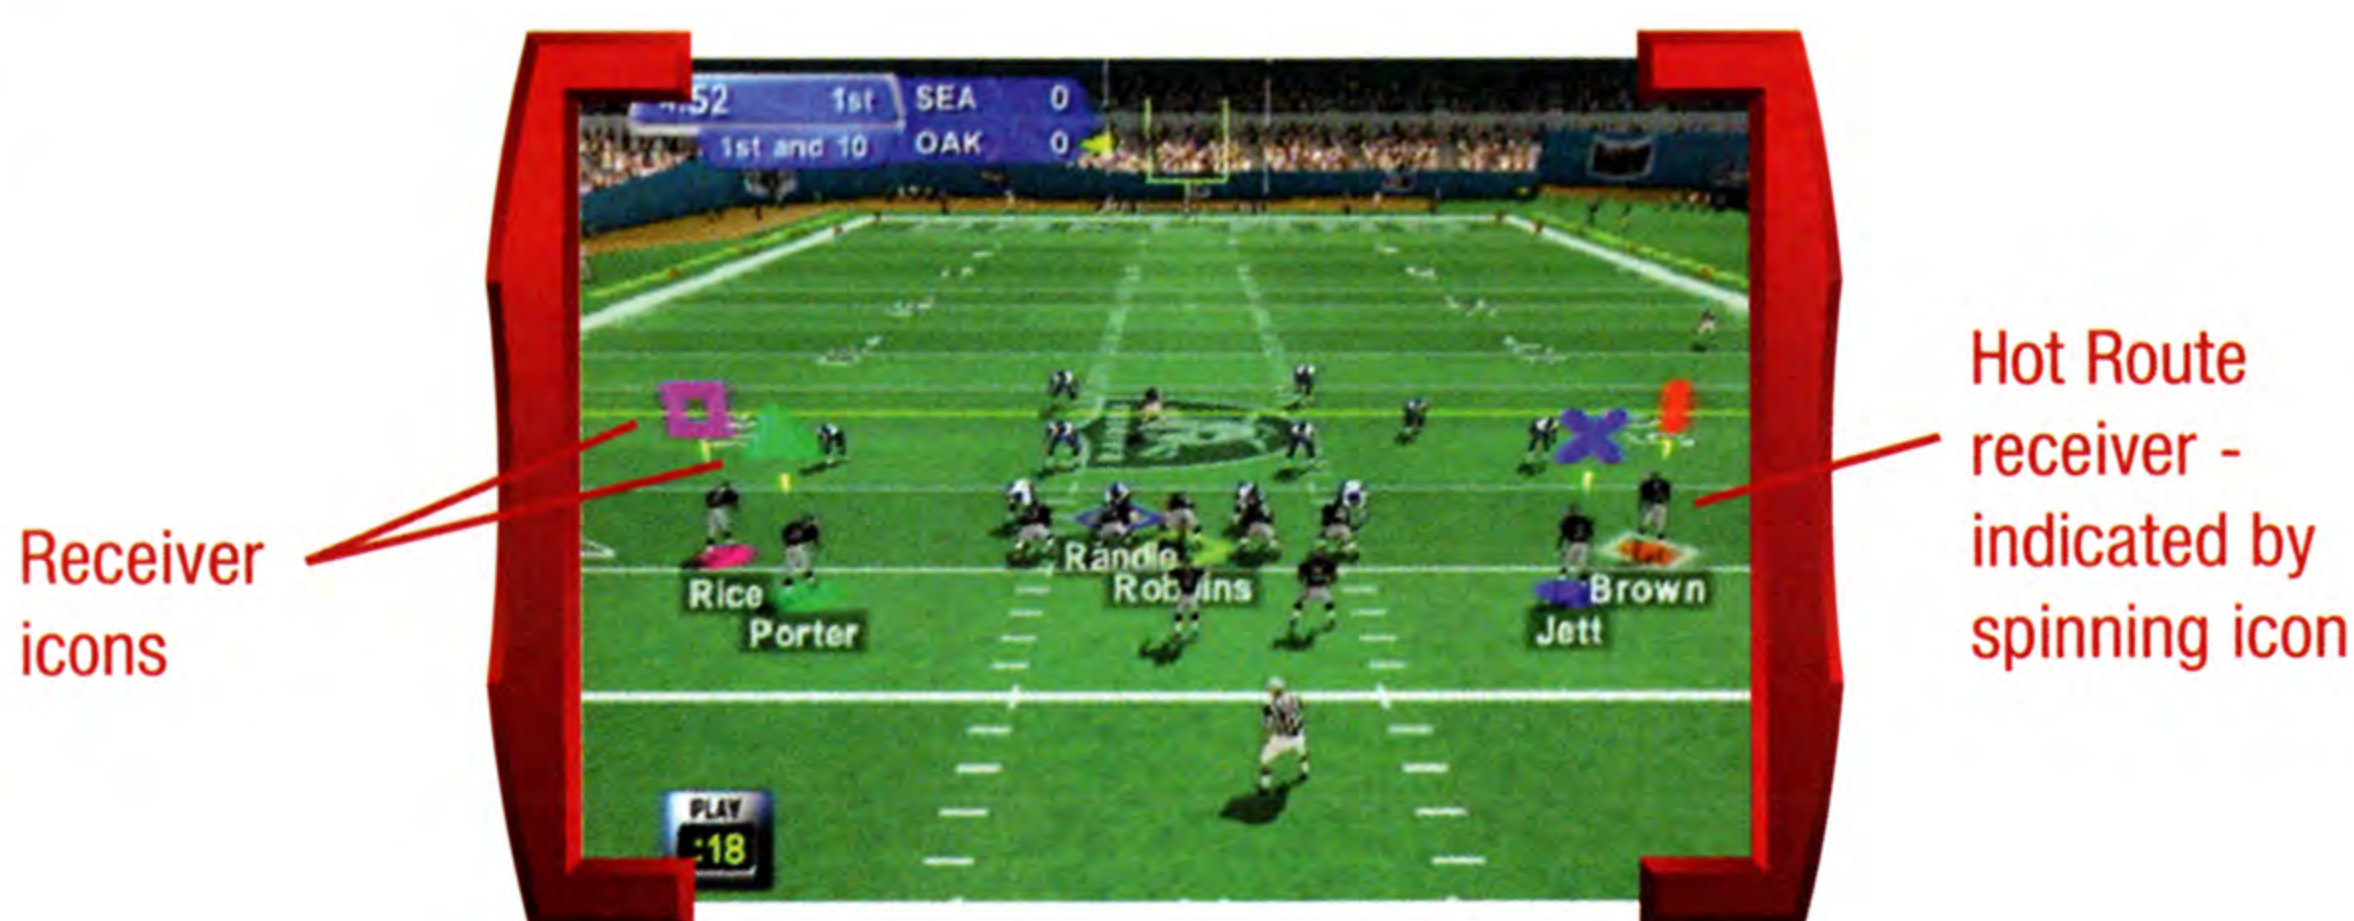 1st
SEA 0
1st and 10
OAK 0
Hot Route
receiver -
indicated by
spinning icon
Receiver
icons
Randle
Robbins
Rice
Porter
Brown
Jett
PLAY
:18